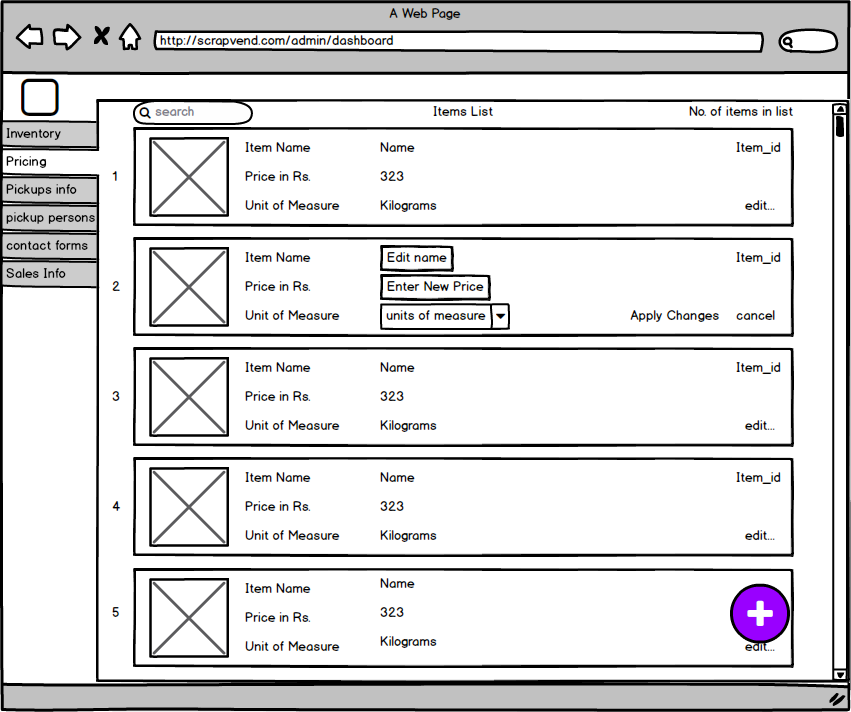 A Web Page
http://scrapvend.com/admin/dashboard
search
Items List
No. of items in list
Inventory
Pricing
Pickups info
pickup persons
contact forms
Sales Info
1
Item Name
Name
Item_id
Price in Rs.
323
Unit of Measure
Kilograms
edit...
2
Item Name
Edit name
Item_id
Price in Rs.
Enter New Price
Unit of Measure
units of measure
Apply Changes
cancel
3
Item Name
Name
Item_id
Price in Rs.
323
Unit of Measure
Kilograms
edit...
4
Item Name
Name
Item_id
Price in Rs.
323
Unit of Measure
Kilograms
edit...
5
Item Name
Name
Price in Rs.
323
Unit of Measure
Kilograms
edit...